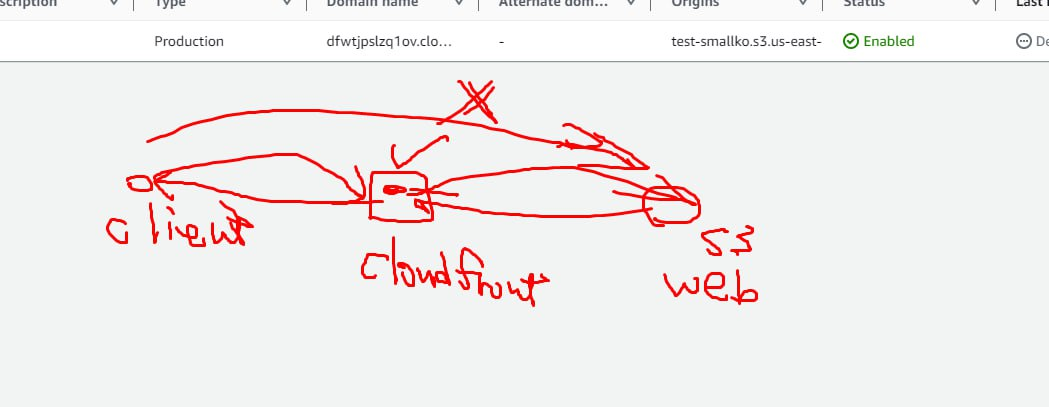 scription Type Domain name Alternate dom... Origins Status Last
Production dfwtjpslzq1ov.clo... - test-smallko.s3.us-east- Enabled De
client
cloudfront
S3
web